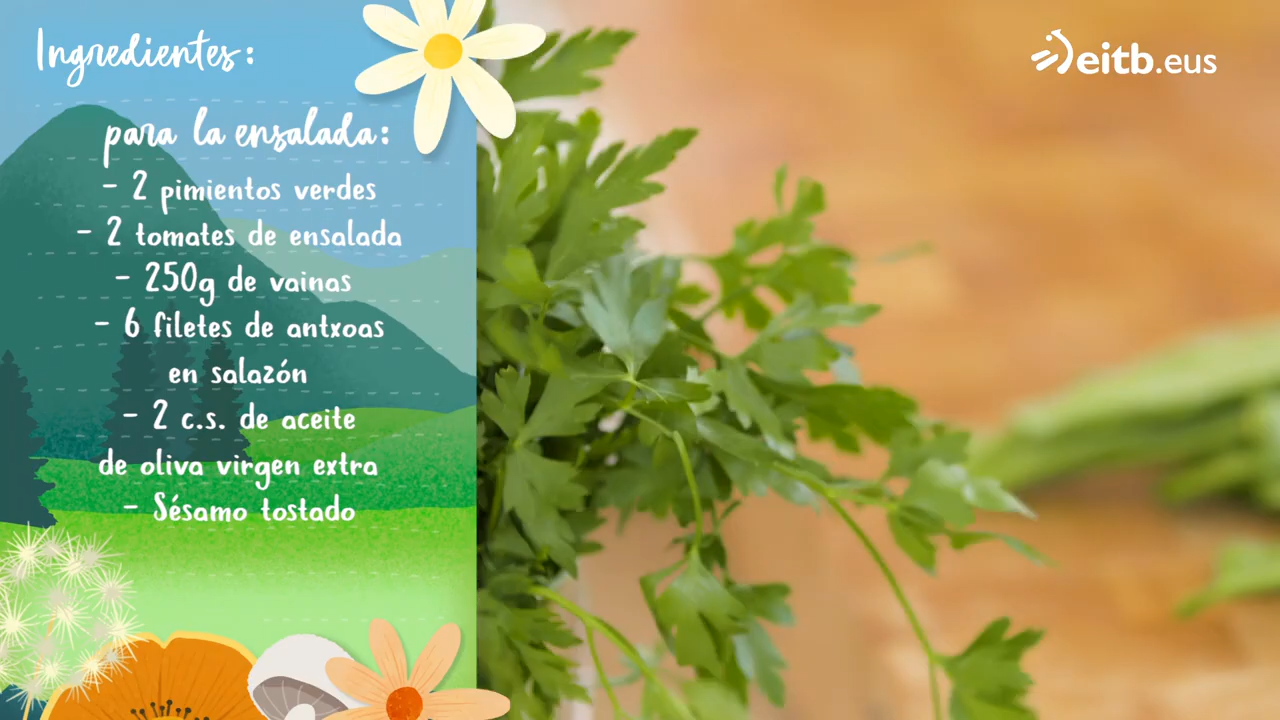 Ingredientes:
eitb.eus
para la ensalada:
- 2 pimientos verdes
- 2 tomates de ensalada
- 250g de vainas
- 6 filetes de antxoas
en salazón
- 2 c.s. de aceite
de oliva virgen extra
- Sésamo tostado